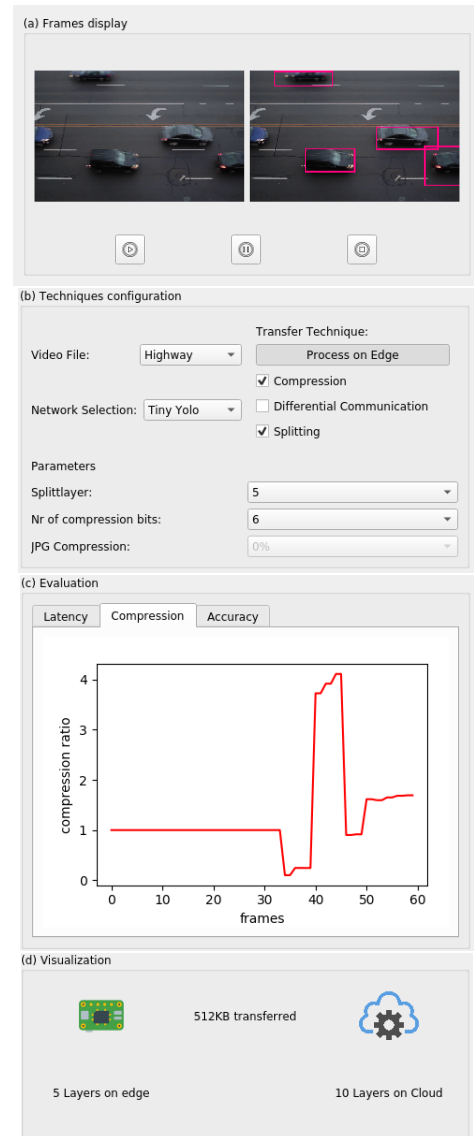 (a) Frames display
(b) Techniques configuration
Transfer Technique:
Video File:
Highway
Process on Edge
Compression
Network Selection:
Tiny Yolo
Differential Communication
Splitting
Parameters
Splittlayer:
5
Nr of compression bits:
6
JPG Compression:
0%
(c) Evaluation
Latency
Compression
Accuracy
compression ratio
4
3
2
1
0
0 10 20 30 40 50 60
frames
(d) Visualization
512KB transferred
5 Layers on edge
10 Layers on Cloud